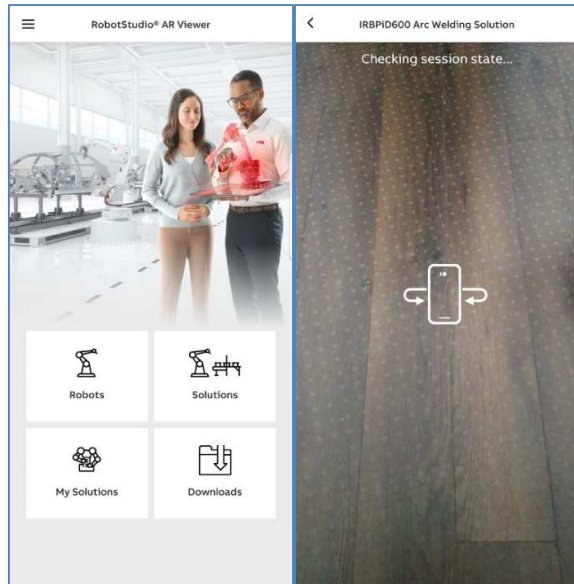 RobotStudio® AR Viewer
Robots
Solutions
My Solutions
Downloads
IRBPiD600 Arc Welding Solution
Checking session state...